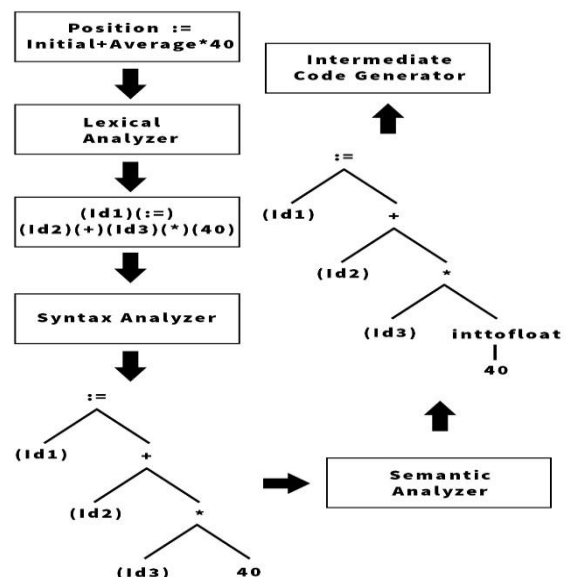 Position :=
Initial+Average*40
Lexical
Analyzer
(Id1)(:=)
(Id2)(+)(Id3)(*)(40)
Syntax Analyzer
:=
(Id1)
+
(Id2)
*
(Id3) 40
Semantic
Analyzer
:=
(Id1)
+
(Id2)
*
(Id3) inttofloat
40
Intermediate
Code Generator